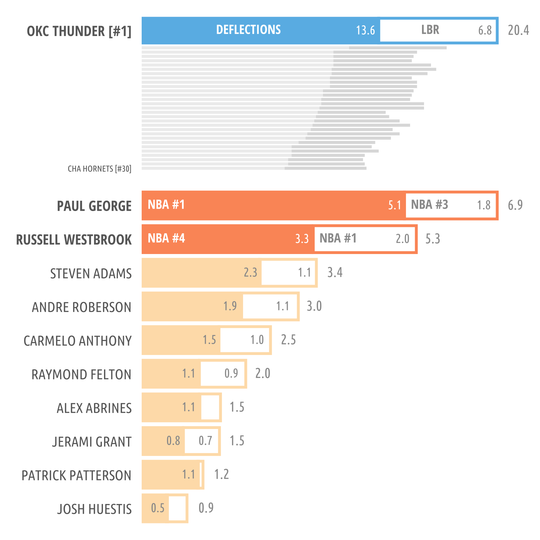 OKC THUNDER [#1] DEFLECTIONS 13.6 LBR 6.8 20.4
CHA HORNETS [#30]
PAUL GEORGE NBA #1 5.1 NBA #3 1.8 6.9
RUSSELL WESTBROOK NBA #4 3.3 NBA #1 2.0 5.3
STEVEN ADAMS 2.3 1.1 3.4
ANDRE ROBERSON 1.9 1.1 3.0
CARMELO ANTHONY 1.5 1.0 2.5
RAYMOND FELTON 1.1 0.9 2.0
ALEX ABRINES 1.1 1.5
JERAMI GRANT 0.8 0.7 1.5
PATRICK PATTERSON 1.1 1.2
JOSH HUESTIS 0.5 0.9